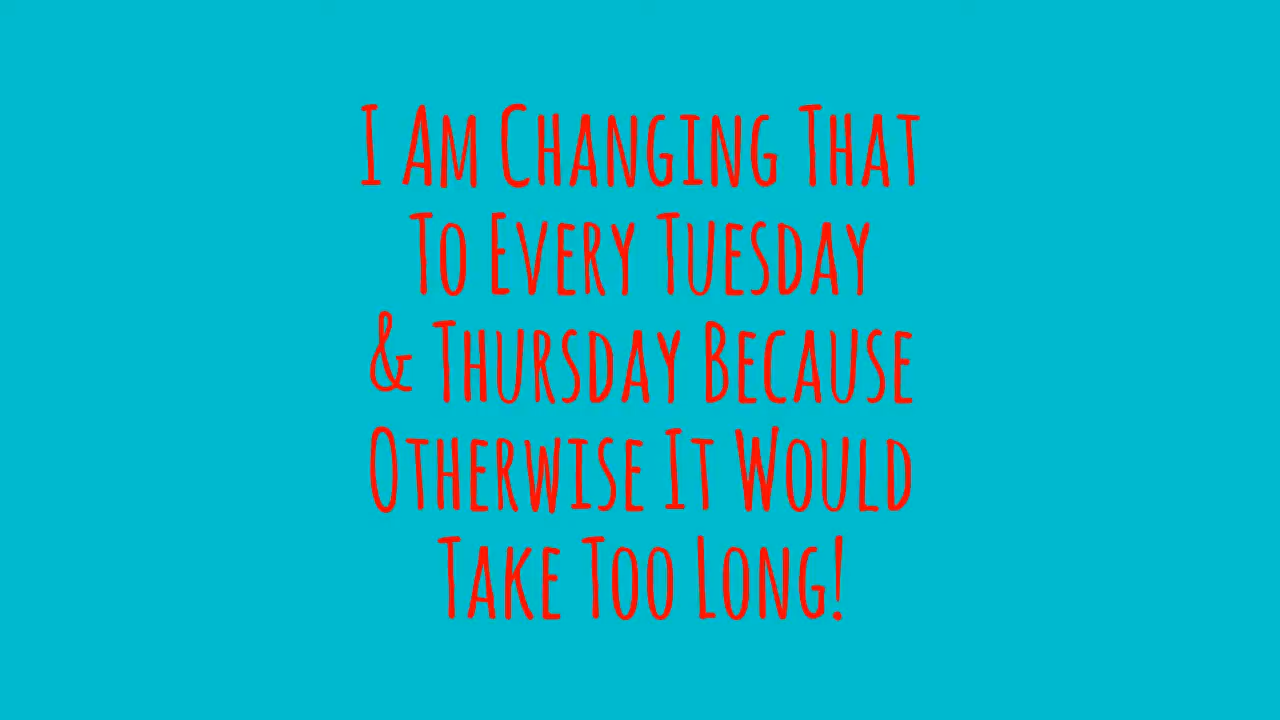 I Am Changing That
To Every Tuesday
& Thursday Because
Otherwise It Would
Take Too Long!